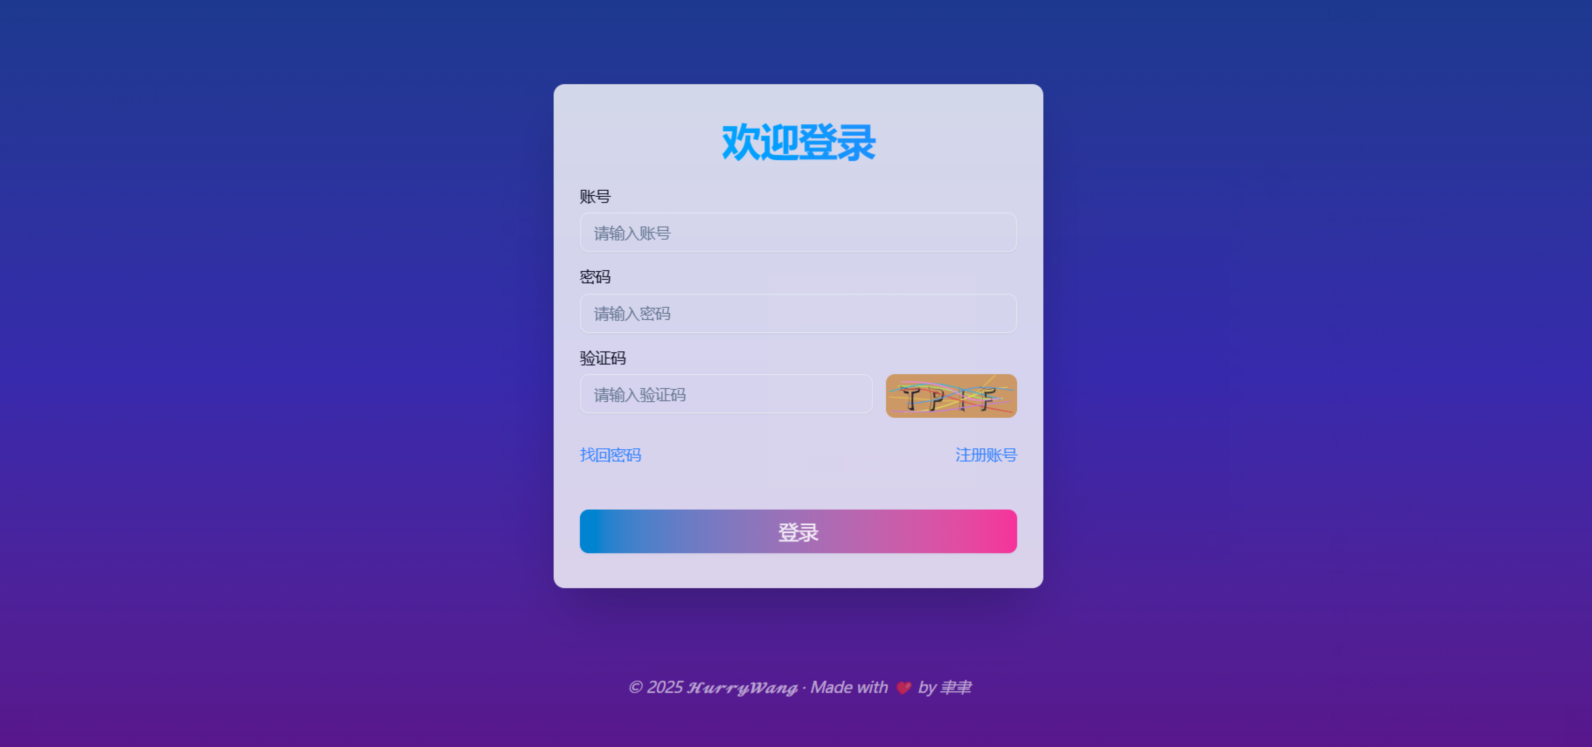 欢迎登录
账号
请输入账号
密码
请输入密码
验证码
请输入验证码
TPIF
找回密码 注册账号
登录
© 2025 𝓗𝓾𝓻𝓻𝔂𝓦𝓪𝓷𝓰 · Made with ❤️ by 聿聿